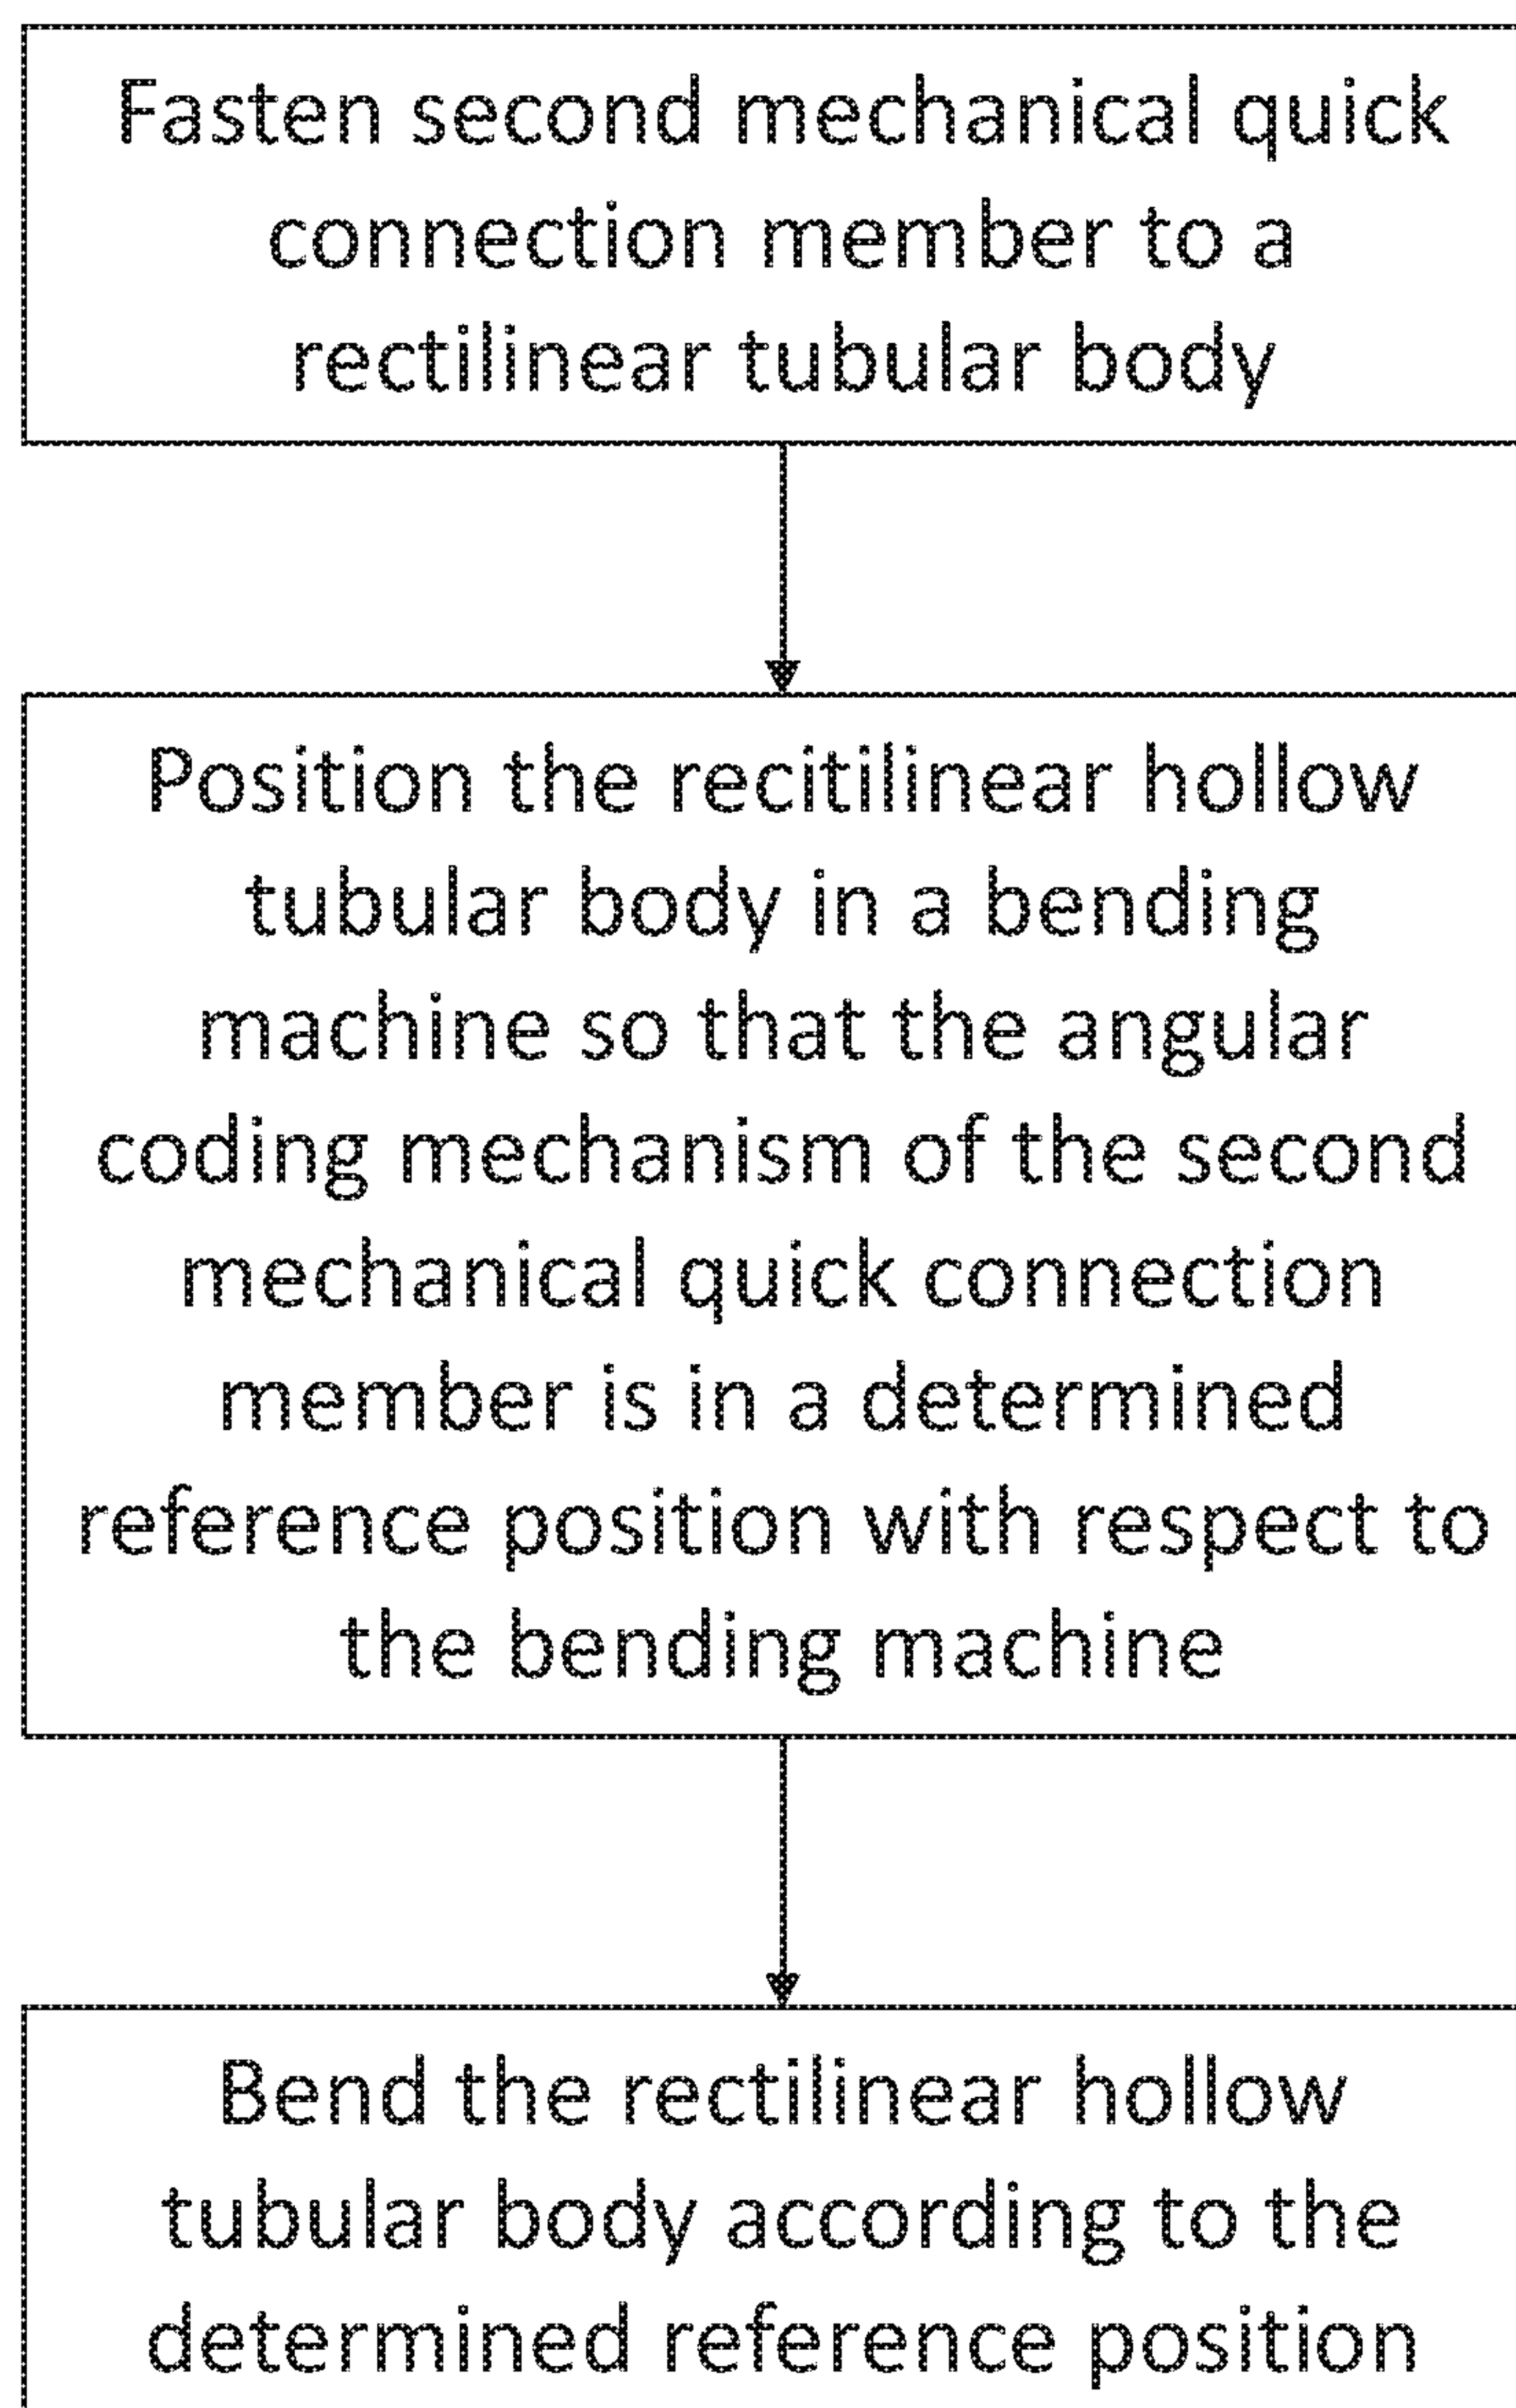 Fasten second mechanical quick
connection member to a
rectilinear tubular body
Position the recitilinear hollow
tubular body in a bending
machine so that the angular
coding mechanism of the second
mechanical quick connection
member is in a determined
reference position with respect to
the bending machine
Bend the rectilinear hollow
tubular body according to the
determined reference position